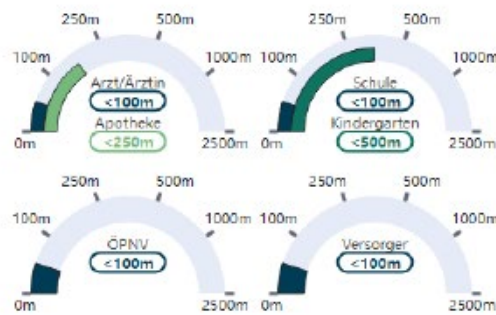 250m 500m
100m 1000m
Arzt/Ärztin
<100m
Apotheke
<250m
0m 2500m
250m 500m
100m 1000m
Schule
<100m
Kindergarten
<500m
0m 2500m
250m 500m
100m 1000m
ÖPNV
<100m
0m 2500m
250m 500m
100m 1000m
Versorger
<100m
0m 2500m